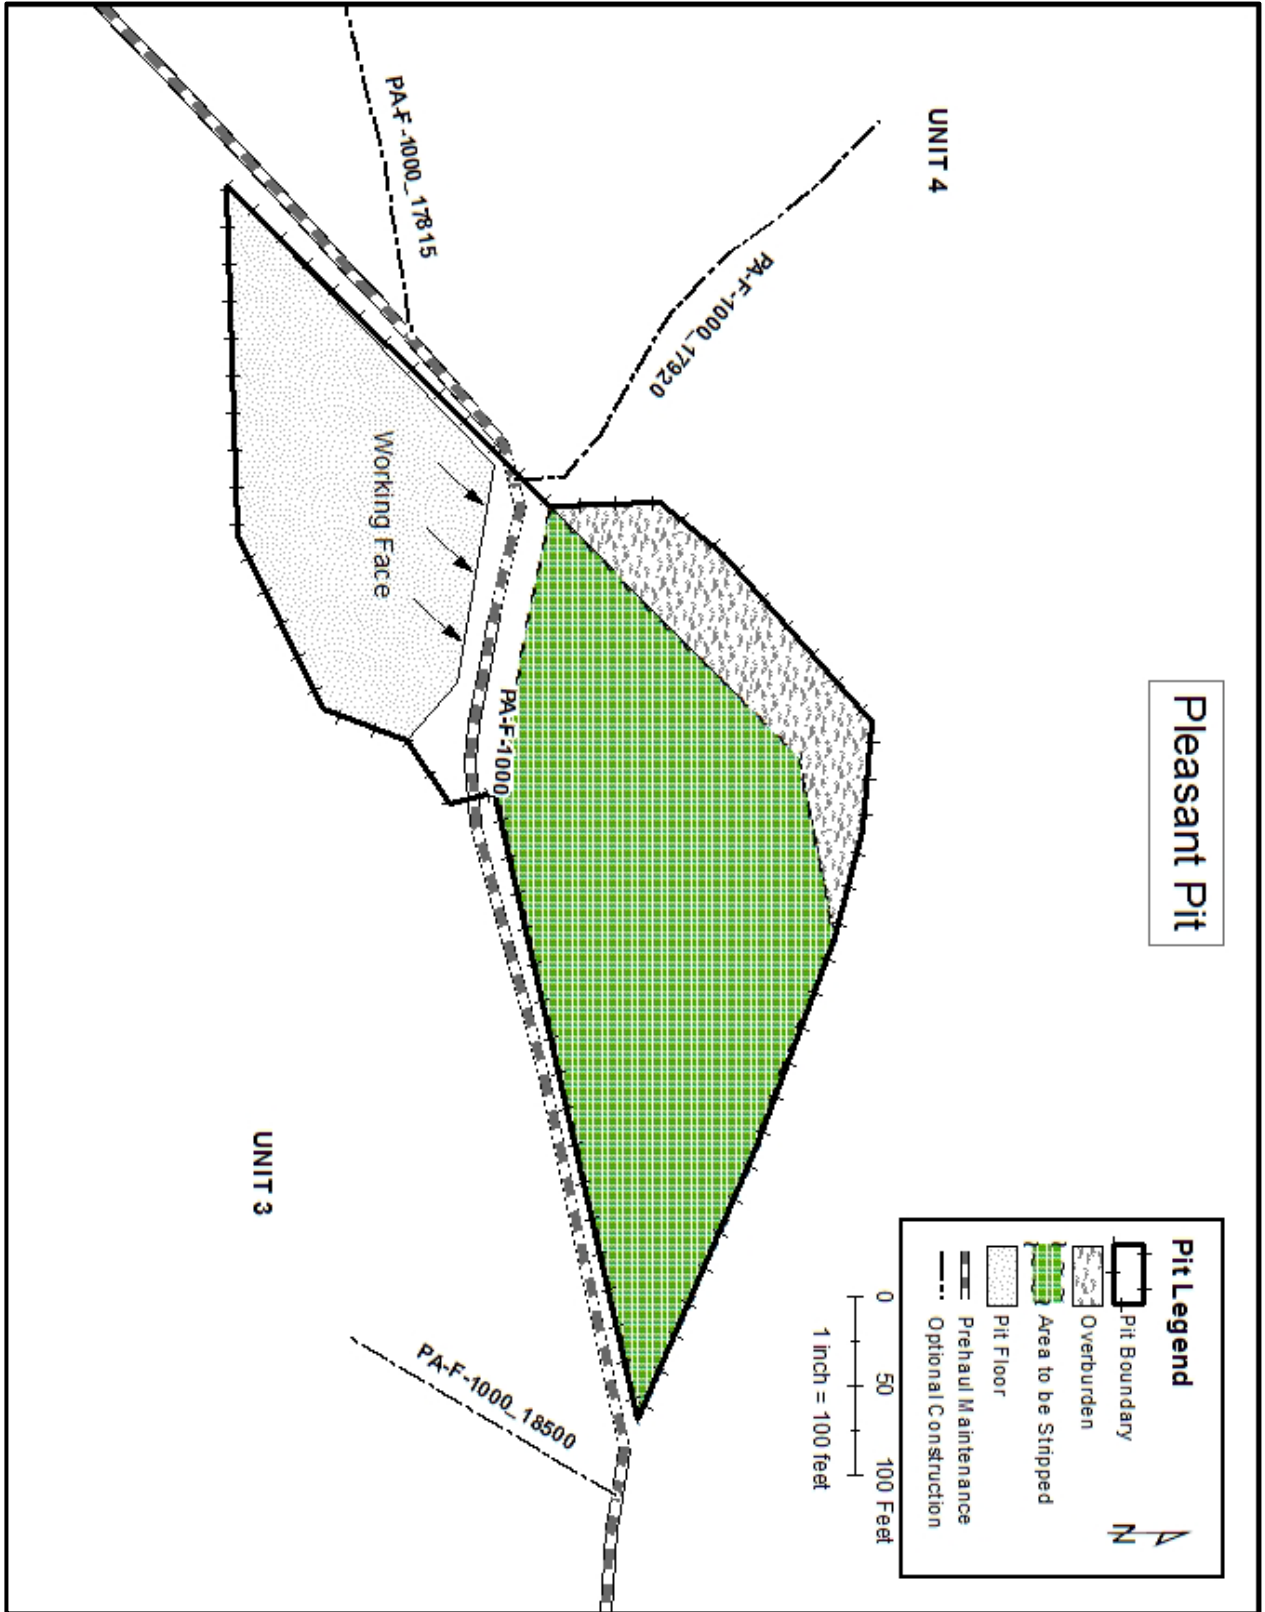 Pleasant Pit
UNIT 4
PA-F-1000_17815
PA-F-1000_17920
Working Face
PA-F-1000
UNIT 3
PA-F-1000_18500
Pit Legend
Pit Boundary
Overburden
Area to be Stripped
Pit Floor
Prehaul Maintenance
Optional Construction
N
0 50 100 Feet
1 inch = 100 feet